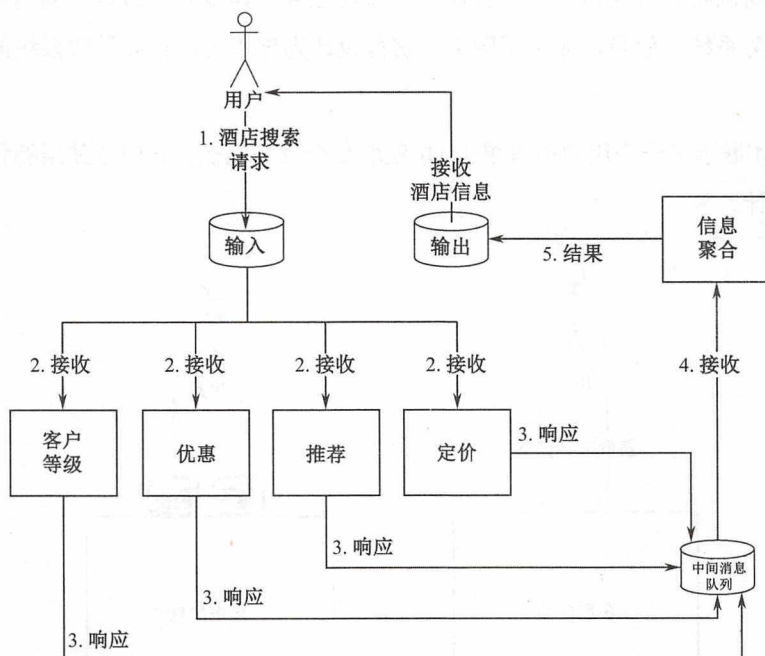 用户
1. 酒店搜索
请求
接收
酒店信息
输入
输出
信息
聚合
5. 结果
2. 接收
2. 接收
2. 接收
2. 接收
4. 接收
客户
等级
优惠
推荐
定价
3. 响应
3. 响应
中间消息
队列
3. 响应
3. 响应